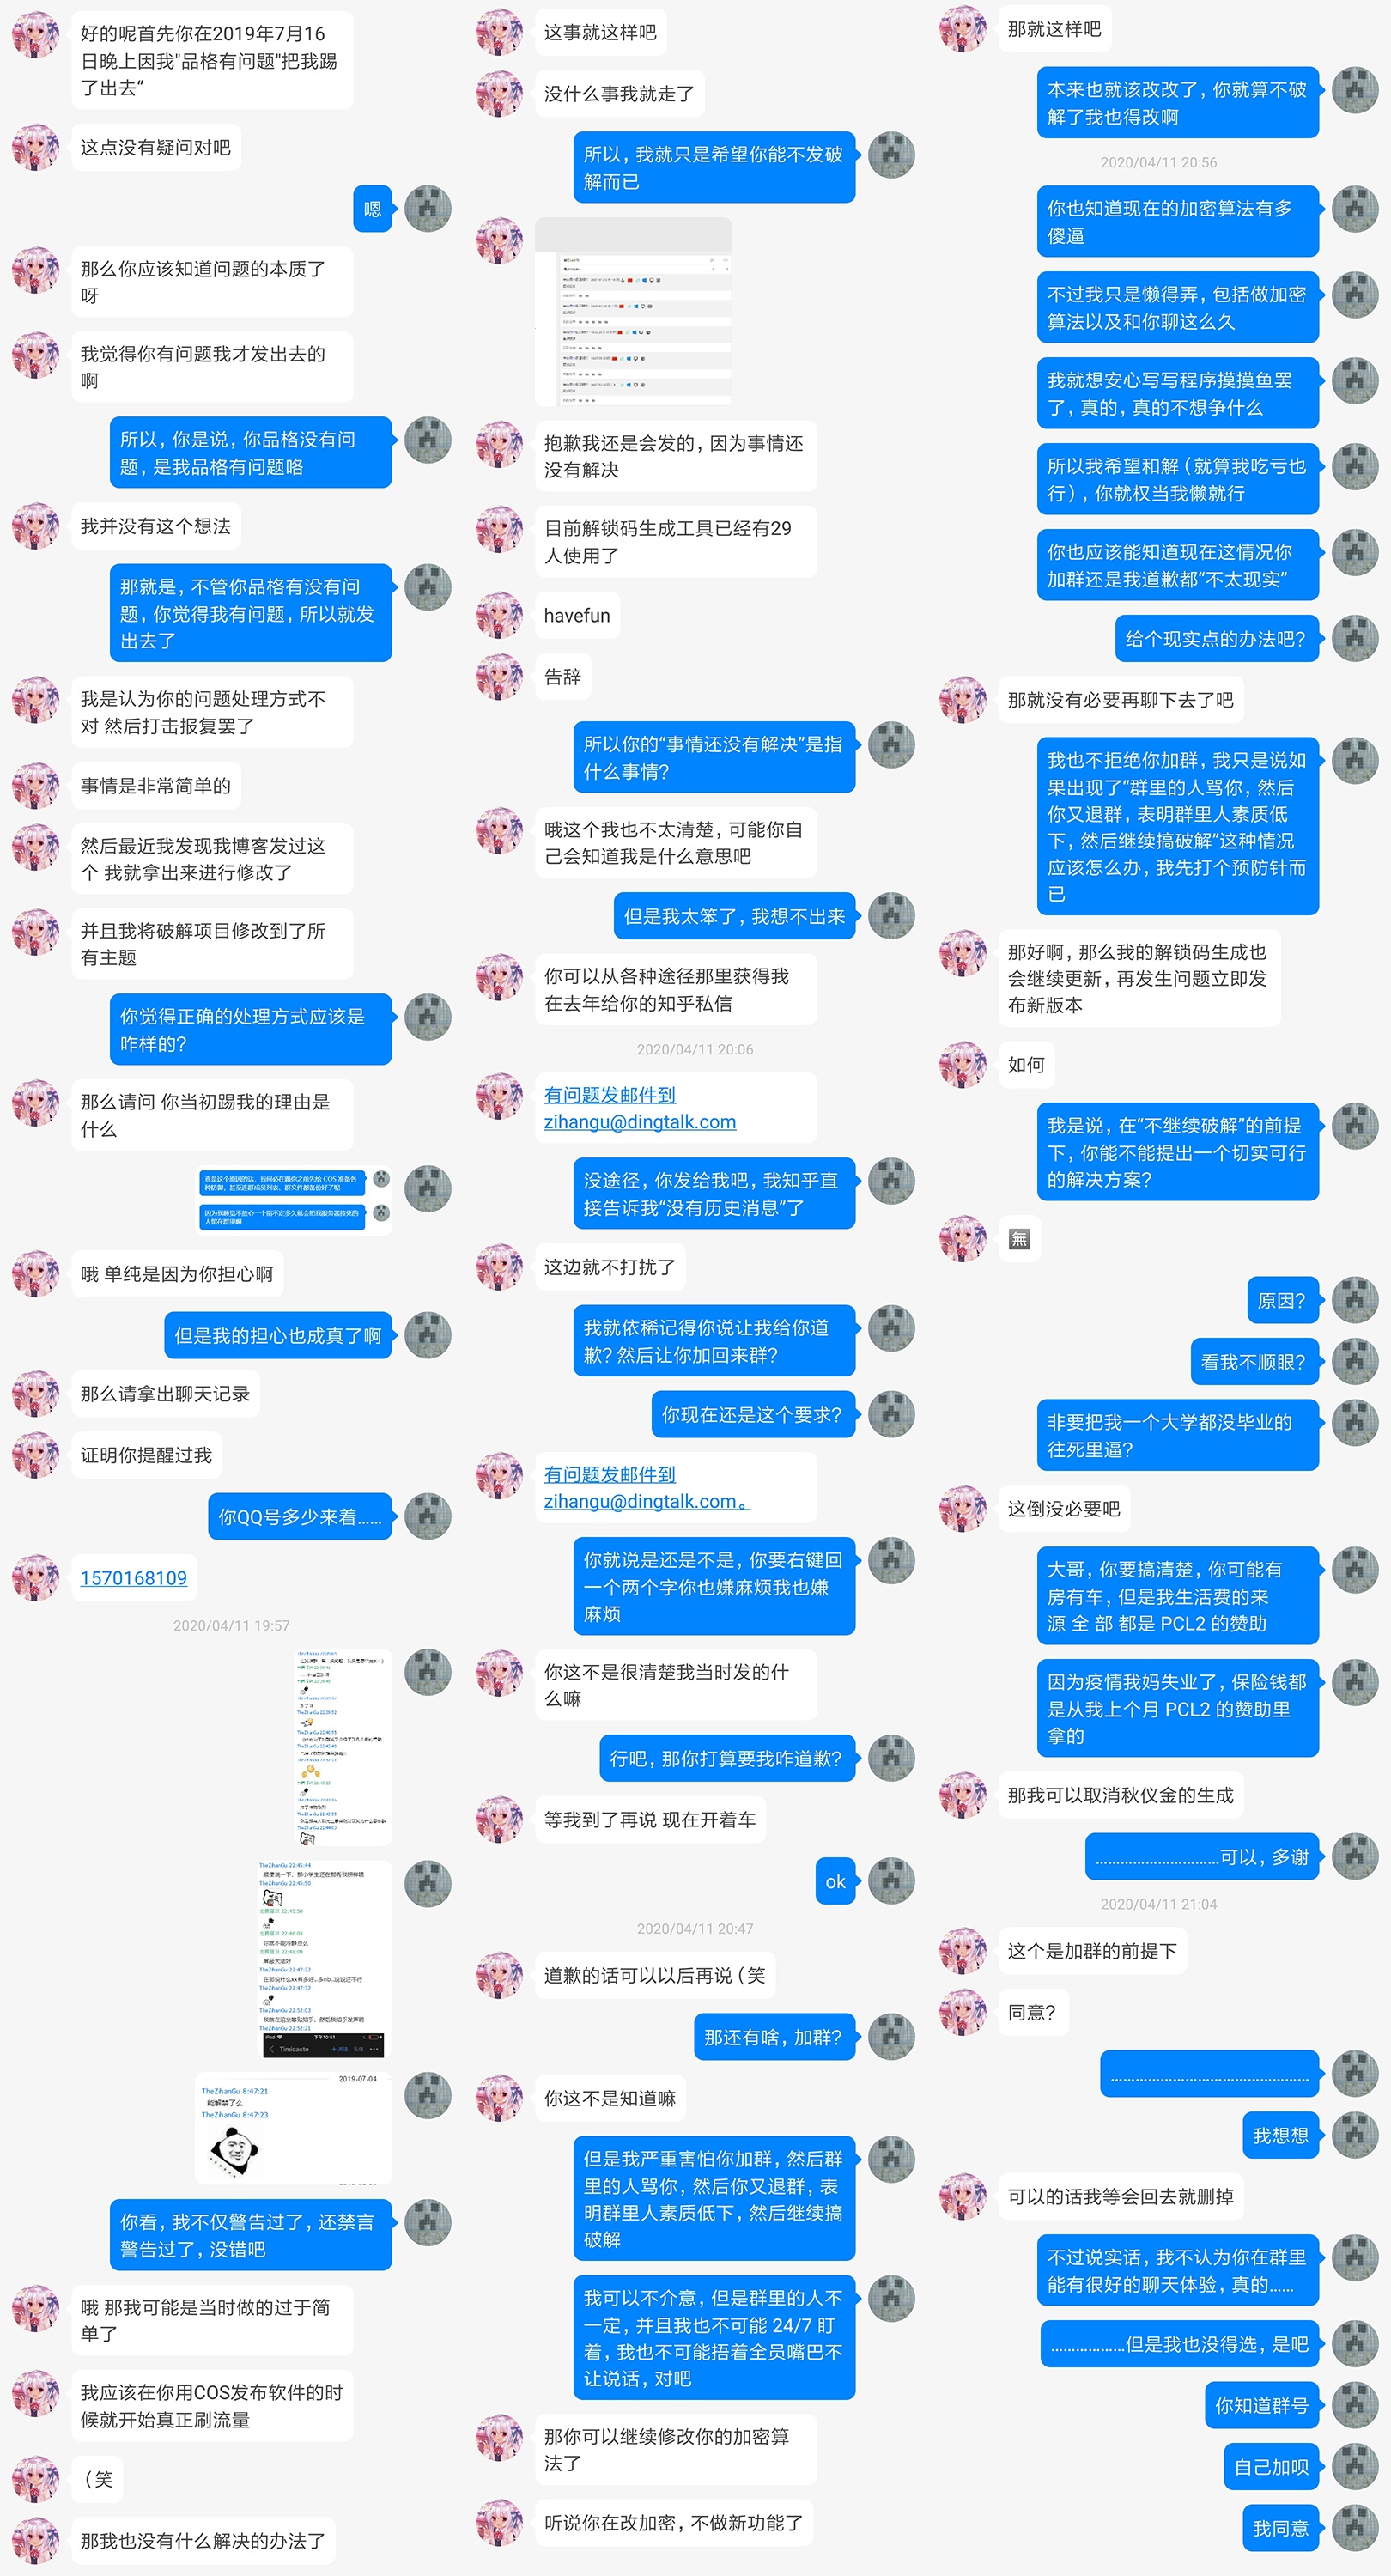 好的呢首先你在2019年7月16
日晚上因我"品格有问题"把我踢
了出去“
这点没有疑问对吧
嗯
那么你应该知道问题的本质了
呀
我觉得你有问题我才发出去的
啊
所以，你是说，你品格没有问
题，是我品格有问题咯
我并没有这个想法
那就是，不管你品格有没有问
题，你觉得我有问题，所以就发
出去了
我是认为你的问题处理方式不
对 然后打击报复罢了
事情是非常简单的
然后最近我发现我博客发过这
个 我就拿出来进行修改了
并且我将破解项目修改到了所
有主题
你觉得正确的处理方式应该是
咋样的？
那么请问 你当初踢我的理由是
什么
哦 单纯是因为你担心啊
但是我的担心也成真了啊
那么请拿出聊天记录
证明你提醒过我
你QQ号多少来着……
1570168109
2020/04/11 19:57
TheZihanGu 22:45:44
TheZihanGu 22:45:50
TheZihanGu 22:47:22
TheZihanGu 22:47:32
TheZihanGu 22:52:03
TheZihanGu 22:52:21
Timicasto
2019-07-04
TheZihanGu 8:47:21
能解禁了么
TheZihanGu 8:47:23
你看，我不仅警告过了，还禁言
警告过了，没错吧
哦 那我可能是当时做的过于简
单了
我应该在你用COS发布软件的时
候就开始真正刷流量
（笑
那我也没有什么解决的办法了
这事就这样吧
没什么事我就走了
所以，我就只是希望你能不发破
解而已
抱歉我还是会发的，因为事情还
没有解决
目前解锁码生成工具已经有29
人使用了
havefun
告辞
所以你的“事情还没有解决”是指
什么事情？
哦这个我也不太清楚，可能你自
己会知道我是什么意思吧
但是我太笨了，我想不出来
你可以从各种途径那里获得我
在去年给你的知乎私信
2020/04/11 20:06
有问题发邮件到
zihangu@dingtalk.com
没途径，你发给我吧，我知乎直
接告诉我“没有历史消息”了
这边就不打扰了
我就依稀记得你说让我给你道
歉？然后让你加回来群？
你现在还是这个要求？
有问题发邮件到
zihangu@dingtalk.com。
你就说是还是不是，你要右键回
一个两个字你也嫌麻烦我也嫌
麻烦
你这不是很清楚我当时发的什
么嘛
行吧，那你打算要我咋道歉？
等我到了再说 现在开着车
ok
2020/04/11 20:47
道歉的话可以以后再说（笑
那还有啥，加群？
你这不是知道嘛
但是我严重害怕你加群，然后群
里的人骂你，然后你又退群，表
明群里人素质低下，然后继续搞
破解
我可以不介意，但是群里的人不
一定，并且我也不可能 24/7 盯
着，我也不可能捂着全员嘴巴不
让说话，对吧
那你可以继续修改你的加密算
法了
听说你在改加密，不做新功能了
那就这样吧
本来也就该改改了，你就算不破
解了我也得改啊
2020/04/11 20:56
你也知道现在的加密算法有多
傻逼
不过我只是懒得弄，包括做加密
算法以及和你聊这么久
我就想安心写写程序摸摸鱼罢
了，真的，真的不想争什么
所以我希望和解（就算我吃亏也
行），你就权当我懒就行
你也应该能知道现在这情况你
加群还是我道歉都“不太现实”
给个现实点的办法吧？
那就没有必要再聊下去了吧
我也不拒绝你加群，我只是说如
果出现了“群里的人骂你，然后
你又退群，表明群里人素质低
下，然后继续搞破解”这种情况
应该怎么办，我先打个预防针而
已
那好啊，那么我的解锁码生成也
会继续更新，再发生问题立即发
布新版本
如何
我是说，在“不继续破解”的前提
下，你能不能提出一个切实可行
的解决方案？
無
原因？
看我不顺眼？
非要把我一个大学都没毕业的
往死里逼？
这倒没必要吧
大哥，你要搞清楚，你可能有
房有车，但是我生活费的来
源 全 部 都是 PCL2 的赞助
因为疫情我妈失业了，保险钱都
是从我上个月 PCL2 的赞助里
拿的
那我可以取消秋仪金的生成
…………………………可以，多谢
2020/04/11 21:04
这个是加群的前提下
同意？
…………………………………………
我想想
可以的话我等会回去就删掉
不过说实话，我不认为你在群里
能有很好的聊天体验，真的……
………………但是我也没得选，是吧
你知道群号
自己加呗
我同意